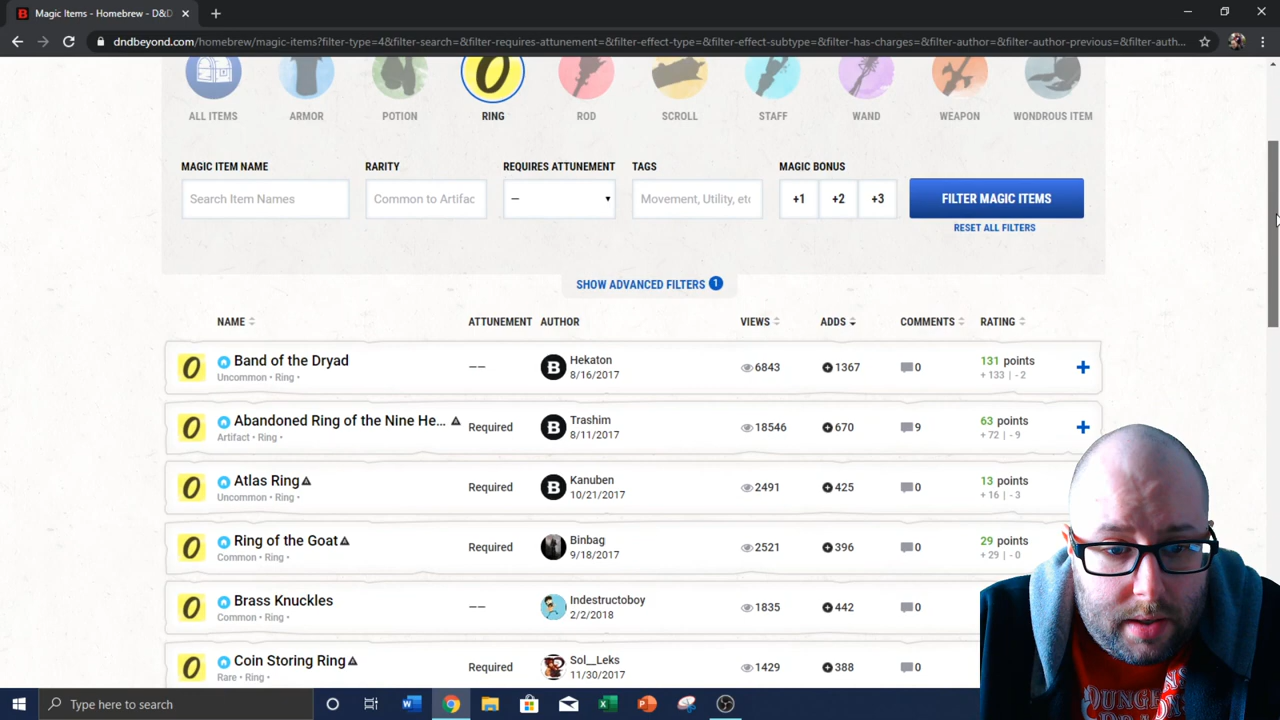 Magic Items - Homebrew - D&D
dndbeyond.com/homebrew/magic-items?filter-type=4&filter-search=&filter-requires-attunement=&filter-effect-type=&filter-effect-subtype=&filter-has-charges=&filter-author=&filter-author-previous=&filter-auth...
ALL ITEMS ARMOR POTION RING ROD SCROLL STAFF WAND WEAPON WONDROUS ITEM
MAGIC ITEM NAME RARITY REQUIRES ATTUNEMENT TAGS MAGIC BONUS
Search Item Names Common to Artifac — Movement, Utility, etc +1 +2 +3 FILTER MAGIC ITEMS
RESET ALL FILTERS
SHOW ADVANCED FILTERS 1
NAME ATTUNEMENT AUTHOR VIEWS ADDS COMMENTS RATING
Band of the Dryad -- Hekaton 6843 1367 0 131 points
Uncommon • Ring • 8/16/2017 + 133 | - 2
Abandoned Ring of the Nine He... Required Trashim 18546 670 9 63 points
Artifact • Ring • 8/11/2017 + 72 | - 9
Atlas Ring Required Kanuben 2491 425 0 13 points
Uncommon • Ring • 10/21/2017 + 16 | - 3
Ring of the Goat Required Binbag 2521 396 0 29 points
Common • Ring • 9/18/2017 + 29 | - 0
Brass Knuckles -- Indestructoboy 1835 442 0
Common • Ring • 2/2/2018
Coin Storing Ring Required Sol__Leks 1429 388 0
Rare • Ring • 11/30/2017
Type here to search
DUNGEONS